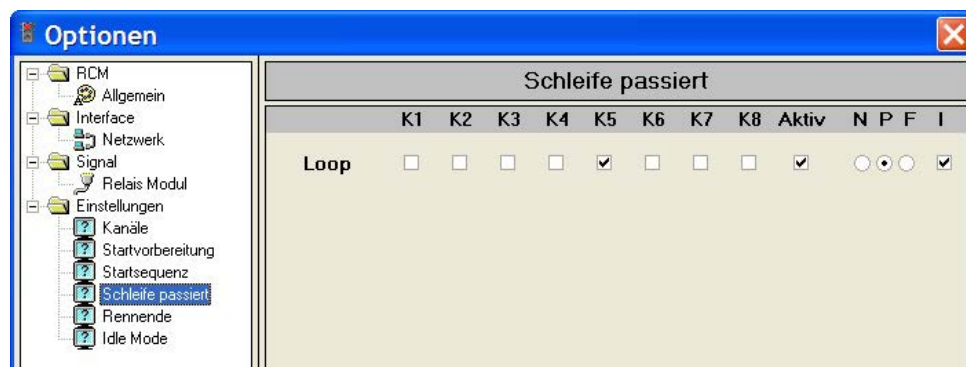 Optionen
RCM
Allgemein
Interface
Netzwerk
Signal
Relais Modul
Einstellungen
Kanäle
Startvorbereitung
Startsequenz
Schleife passiert
Rennende
Idle Mode
Schleife passiert
K1 K2 K3 K4 K5 K6 K7 K8 Aktiv N P F I
Loop